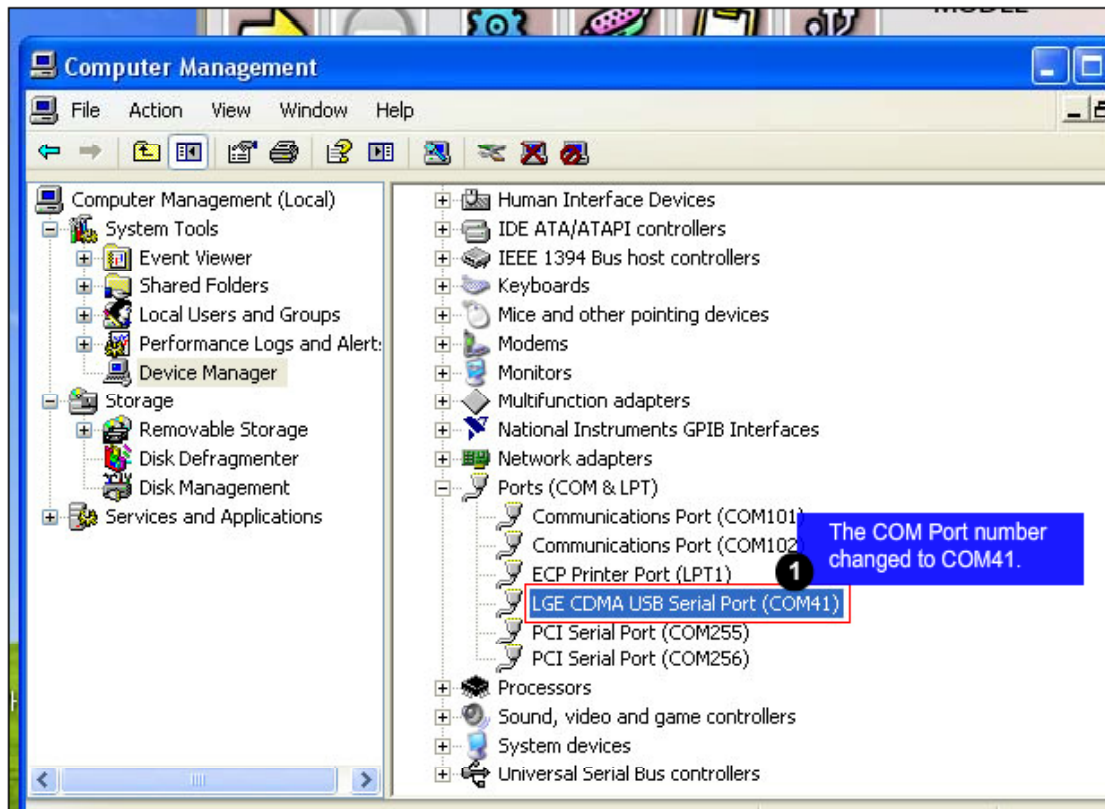 MODLE
Computer Management
File Action View Window Help
Computer Management (Local)
System Tools
Event Viewer
Shared Folders
Local Users and Groups
Performance Logs and Alert
Device Manager
Storage
Removable Storage
Disk Defragmenter
Disk Management
Services and Applications
Human Interface Devices
IDE ATA/ATAPI controllers
IEEE 1394 Bus host controllers
Keyboards
Mice and other pointing devices
Modems
Monitors
Multifunction adapters
National Instruments GPIB Interfaces
Network adapters
Ports (COM & LPT)
Communications Port (COM101)
Communications Port (COM102
ECP Printer Port (LPT1)
LGE CDMA USB Serial Port (COM41)
PCI Serial Port (COM255)
PCI Serial Port (COM256)
Processors
Sound, video and game controllers
System devices
Universal Serial Bus controllers
1
The COM Port number
changed to COM41.